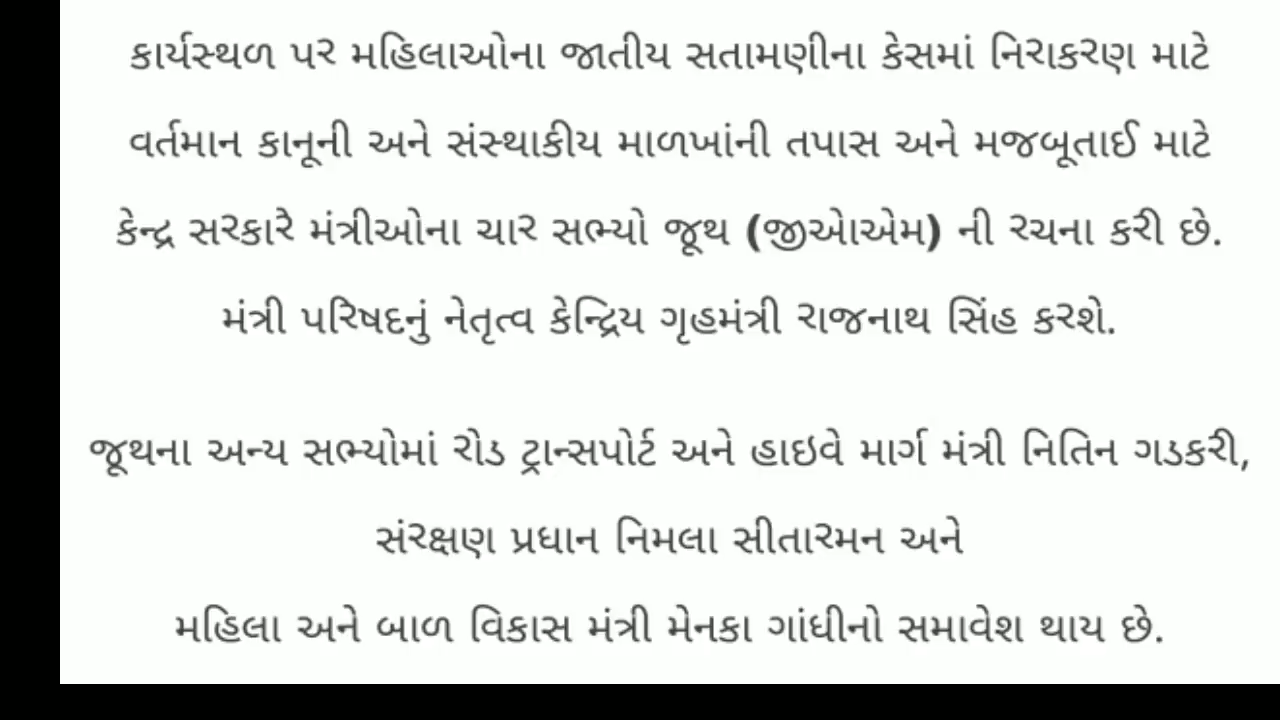 કાર્યસ્થળ પર મહિલાઓના જાતીય સતામણીના કેસમાં નિરાકરણ માટે
વર્તમાન કાનૂની અને સંસ્થાકીય માળખાંની તપાસ અને મજબૂતાઈ માટે
કેન્દ્ર સરકારે મંત્રીઓના ચાર સભ્યો જૂથ (જીઓએમ) ની રચના કરી છે.
મંત્રી પરિષદનું નેતૃત્વ કેન્દ્રિય ગૃહમંત્રી રાજનાથ સિંહ કરશે.
જૂથના અન્ય સભ્યોમાં રોડ ટ્રાન્સપોર્ટ અને હાઇવે માર્ગ મંત્રી નિતિન ગડકરી,
સંરક્ષણ પ્રધાન નિમલા સીતારમન અને
મહિલા અને બાળ વિકાસ મંત્રી મેનકા ગાંધીનો સમાવેશ થાય છે.